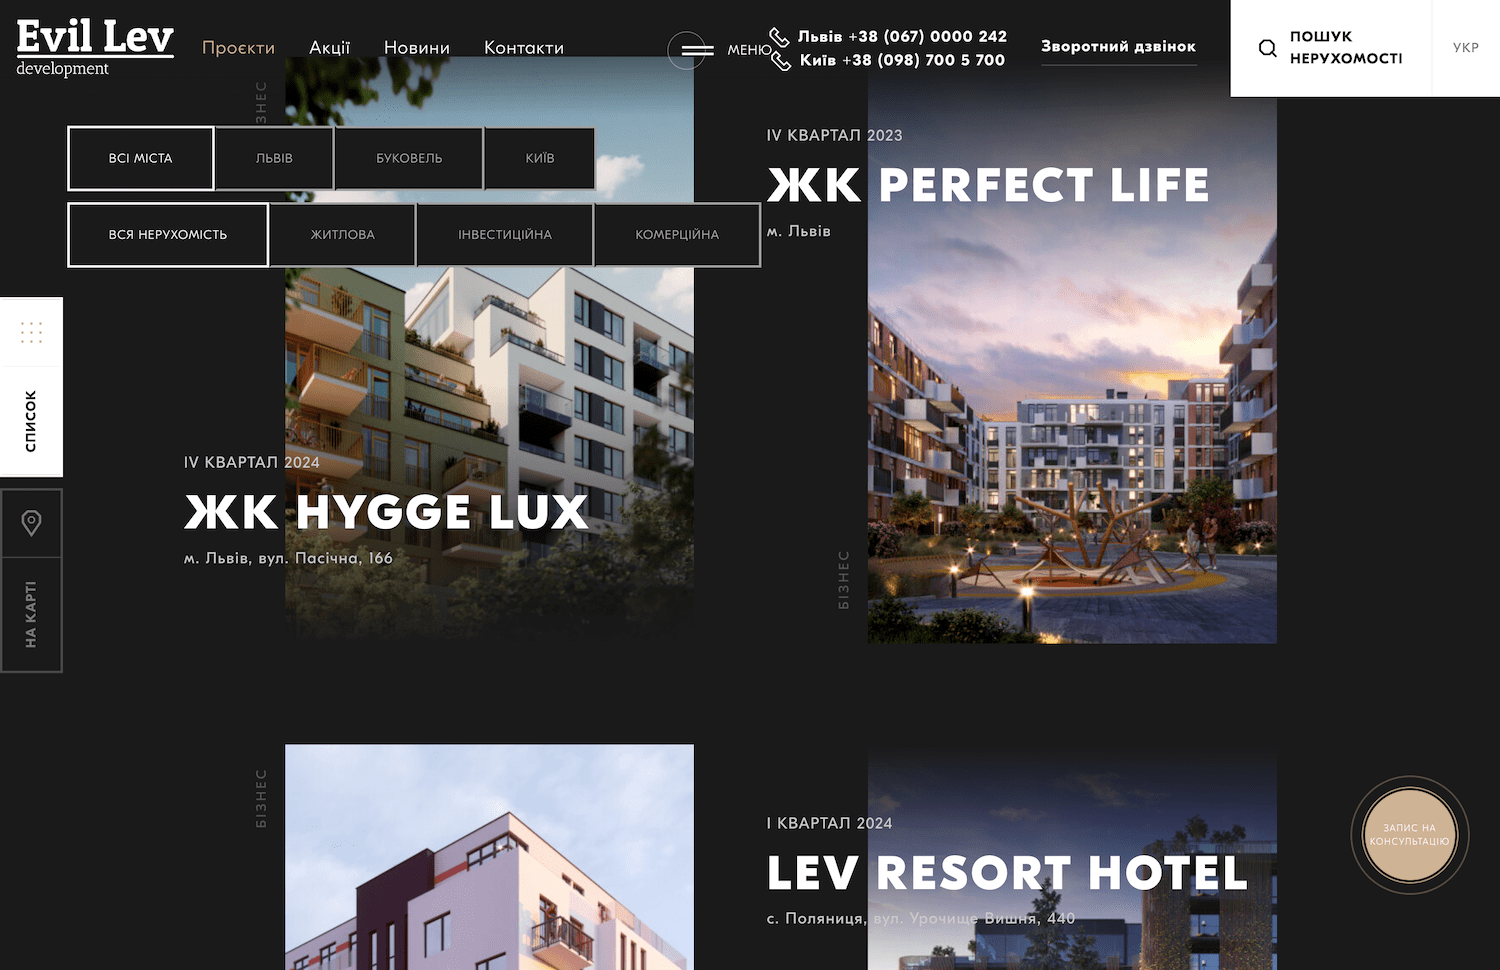 Evil Lev
development
Проєкти
Акції
Новини
Контакти
МЕНЮ
Львів +38 (067) 0000 242
Київ +38 (098) 700 5 700
Зворотний дзвінок
ПОШУК
НЕРУХОМОСТІ
УКР
ВСІ МІСТА
ЛЬВІВ
БУКОВЕЛЬ
КИЇВ
ВСЯ НЕРУХОМІСТЬ
ЖИТЛОВА
ІНВЕСТИЦІЙНА
КОМЕРЦІЙНА
СПИСОК
НА КАРТІ
IV КВАРТАЛ 2024
ЖК HYGGE LUX
м. Львів, вул. Пасічна, 166
IV КВАРТАЛ 2023
ЖК PERFECT LIFE
м. Львів
БІЗНЕС
БІЗНЕС
I КВАРТАЛ 2024
LEV RESORT HOTEL
с. Поляниця, вул. Урочище Вишня, 440
ЗАПИС НА
КОНСУЛЬТАЦІЮ